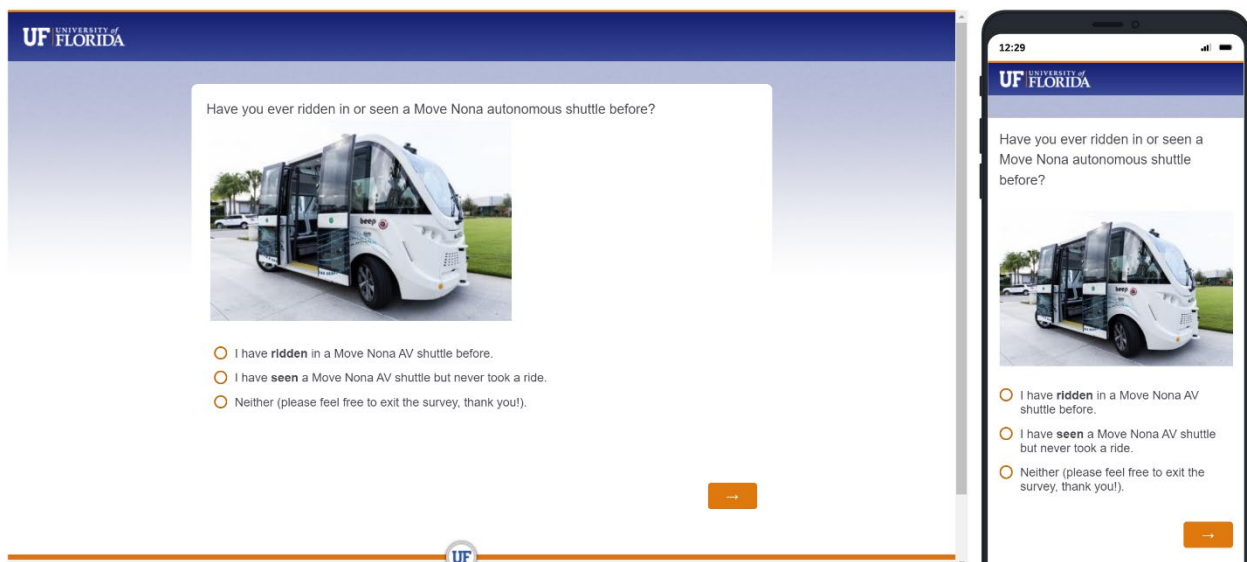 UF UNIVERSITY of
FLORIDA
Have you ever ridden in or seen a Move Nona autonomous shuttle before?
beep
I have ridden in a Move Nona AV shuttle before.
I have seen a Move Nona AV shuttle but never took a ride.
Neither (please feel free to exit the survey, thank you!).
→
UF
12:29
UF UNIVERSITY of
FLORIDA
Have you ever ridden in or seen a
Move Nona autonomous shuttle
before?
beep
I have ridden in a Move Nona AV
shuttle before.
I have seen a Move Nona AV shuttle
but never took a ride.
Neither (please feel free to exit the
survey, thank you!).
→